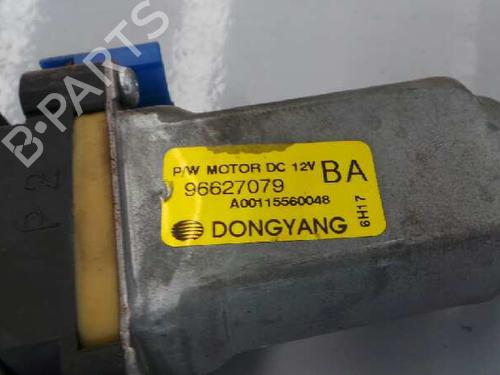 B-PARTS
P/W MOTOR DC 12V BA
96627079
A00115560048
6H17
DONGYANG